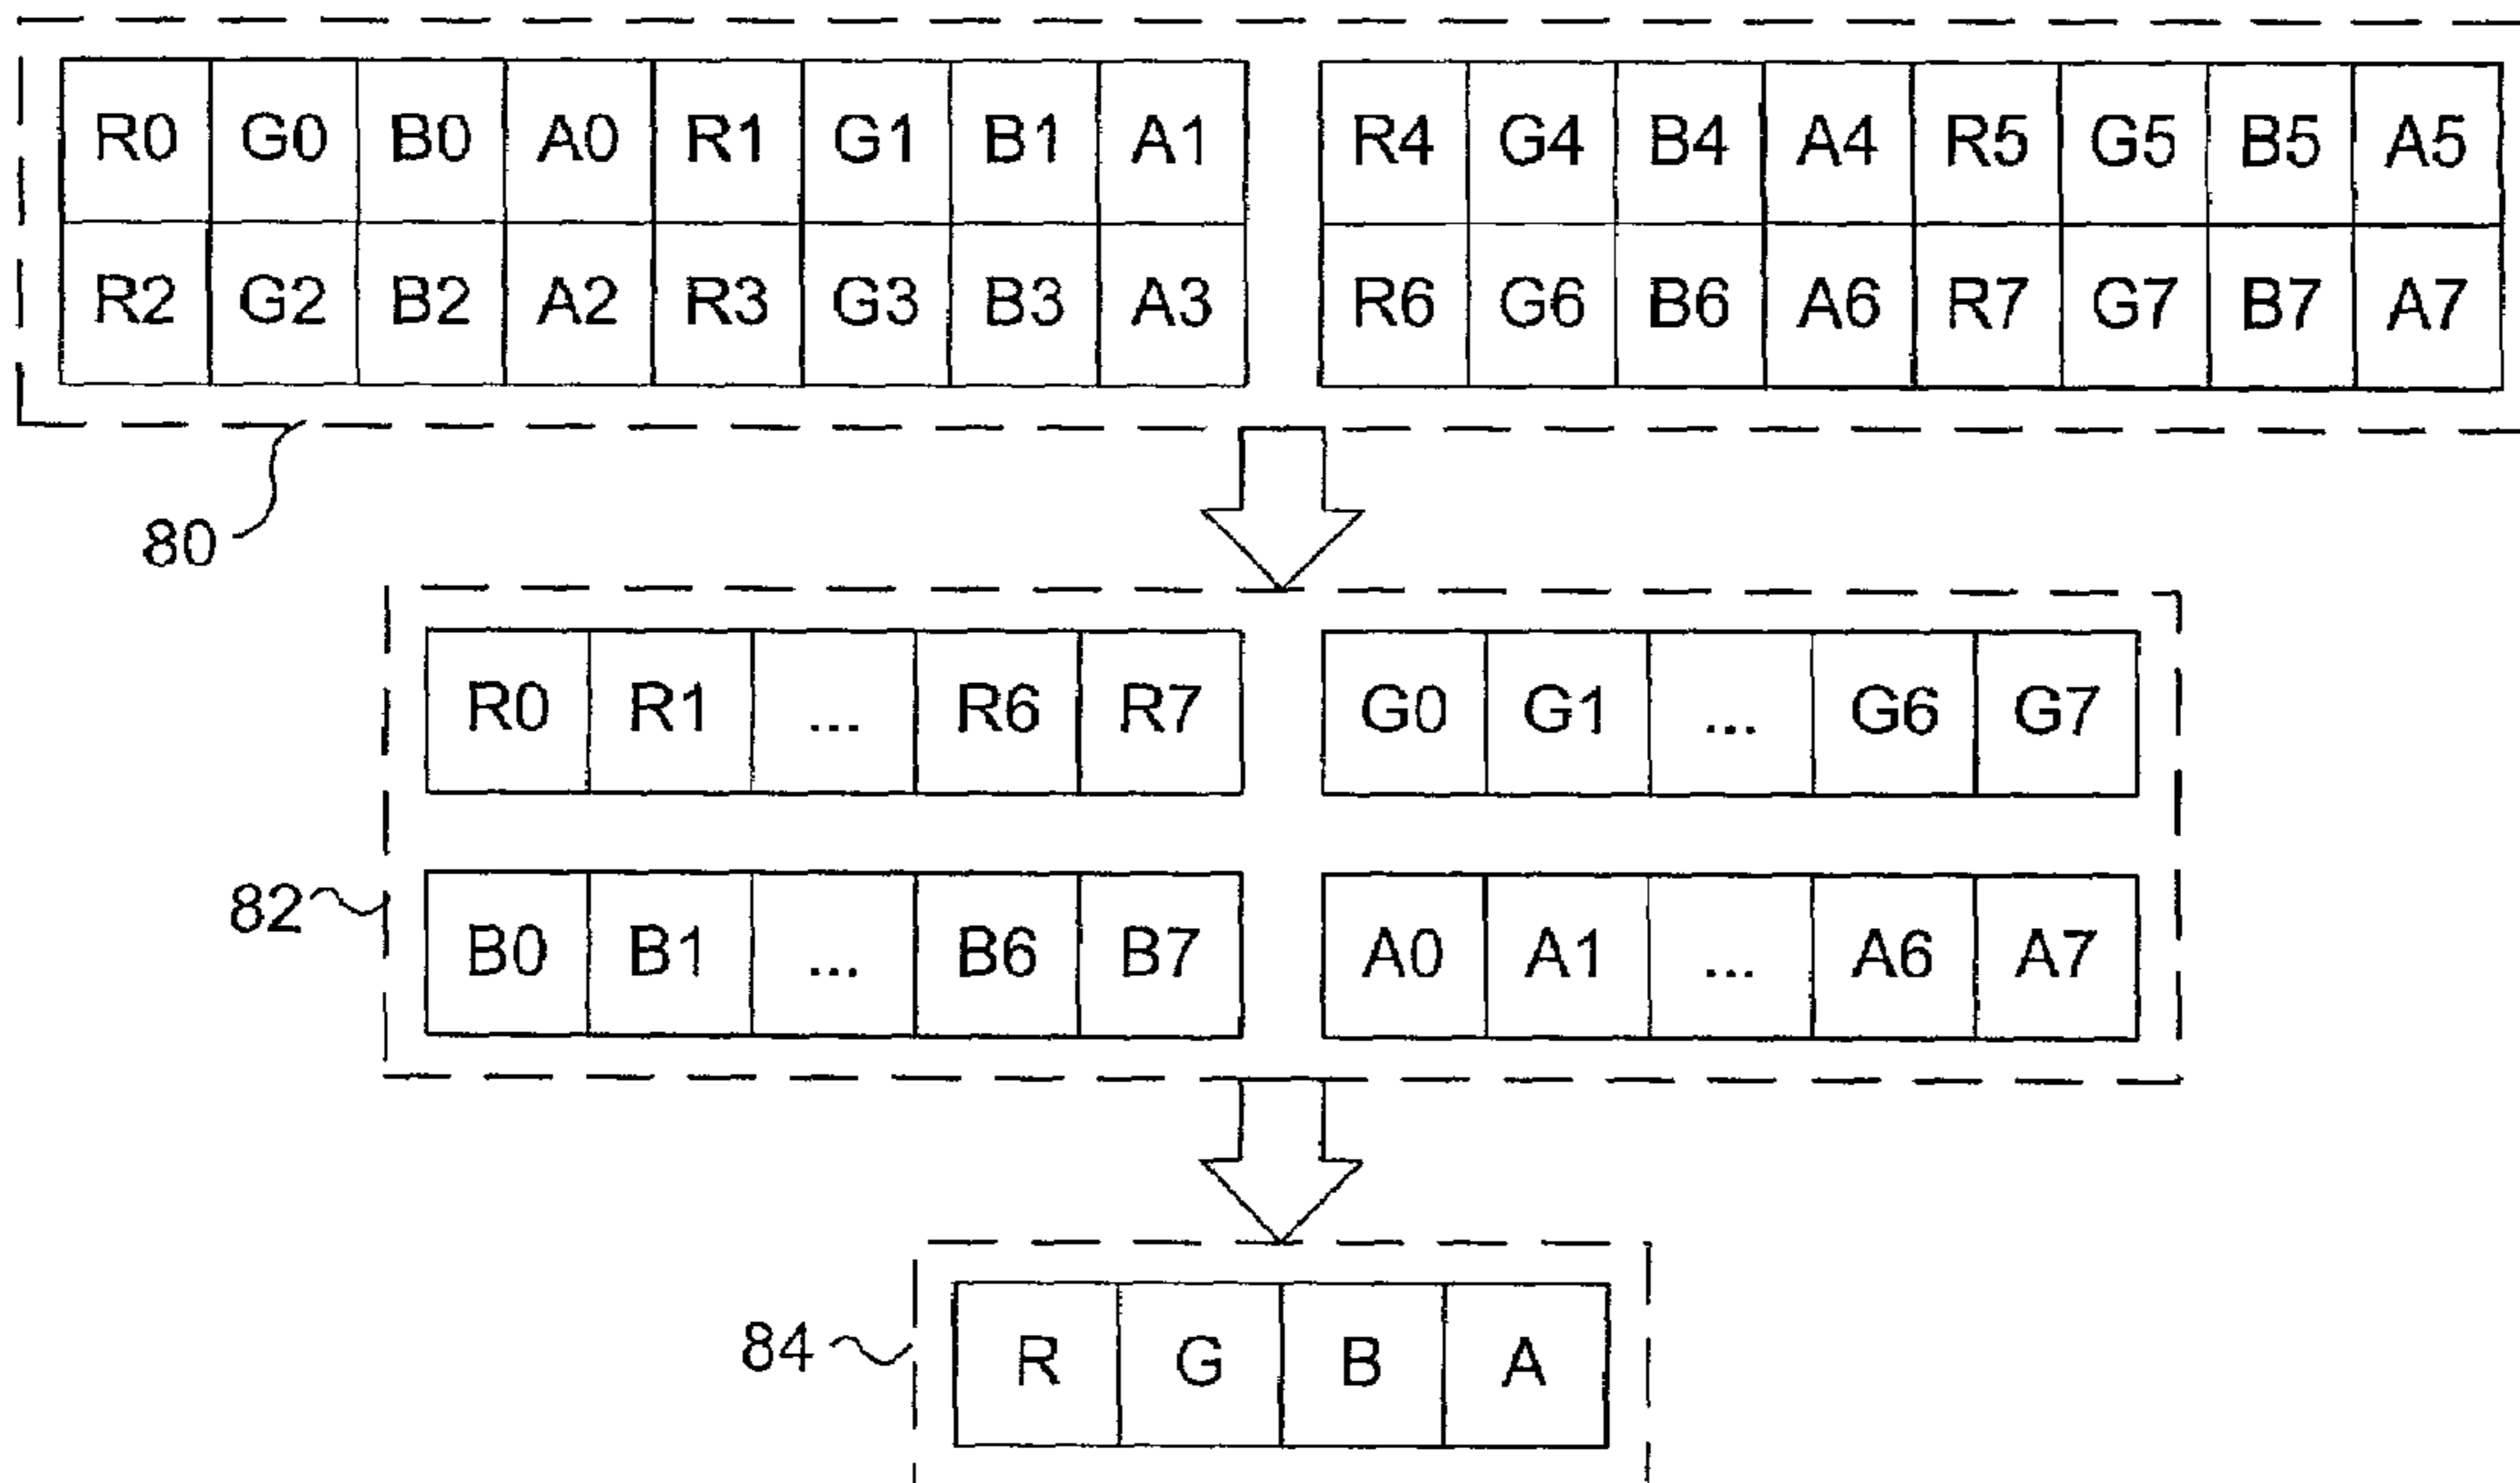 R0 G0 B0 A0 R1 G1 B1 A1 R4 G4 B4 A4 R5 G5 B5 A5
R2 G2 B2 A2 R3 G3 B3 A3 R6 G6 B6 A6 R7 G7 B7 A7
80
R0 R1 ... R6 R7 G0 G1 ... G6 G7
82
B0 B1 ... B6 B7 A0 A1 ... A6 A7
84 R G B A